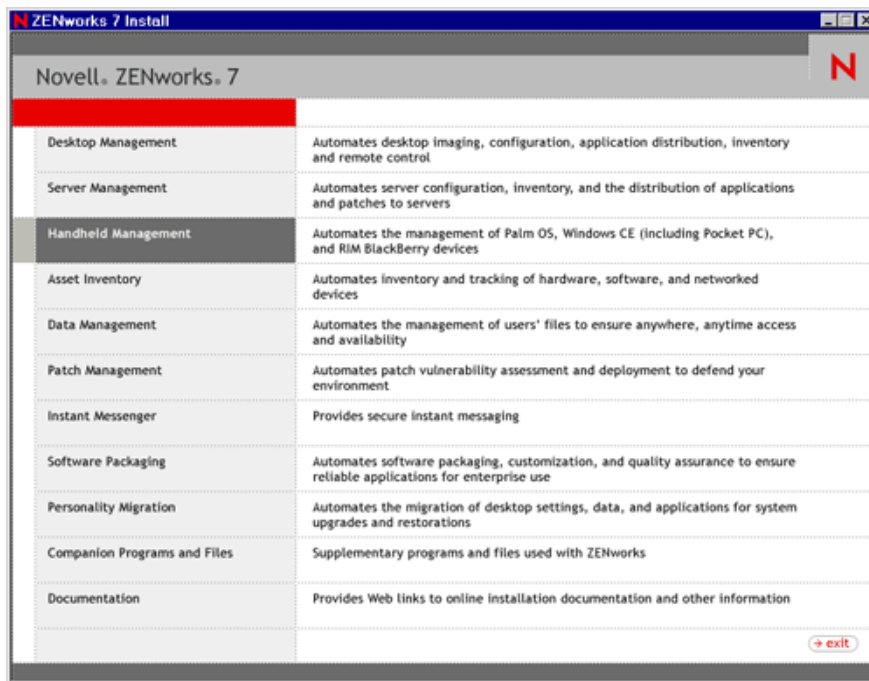 ZENworks 7 Install
Novell® ZENworks® 7
N
Desktop Management
Automates desktop imaging, configuration, application distribution, inventory
and remote control
Server Management
Automates server configuration, inventory, and the distribution of applications
and patches to servers
Handheld Management
Automates the management of Palm OS, Windows CE (including Pocket PC),
and RIM BlackBerry devices
Asset Inventory
Automates inventory and tracking of hardware, software, and networked
devices
Data Management
Automates the management of users' files to ensure anywhere, anytime access
and availability
Patch Management
Automates patch vulnerability assessment and deployment to defend your
environment
Instant Messenger
Provides secure instant messaging
Software Packaging
Automates software packaging, customization, and quality assurance to ensure
reliable applications for enterprise use
Personality Migration
Automates the migration of desktop settings, data, and applications for system
upgrades and restorations
Companion Programs and Files
Supplementary programs and files used with ZENworks
Documentation
Provides Web links to online installation documentation and other information
exit